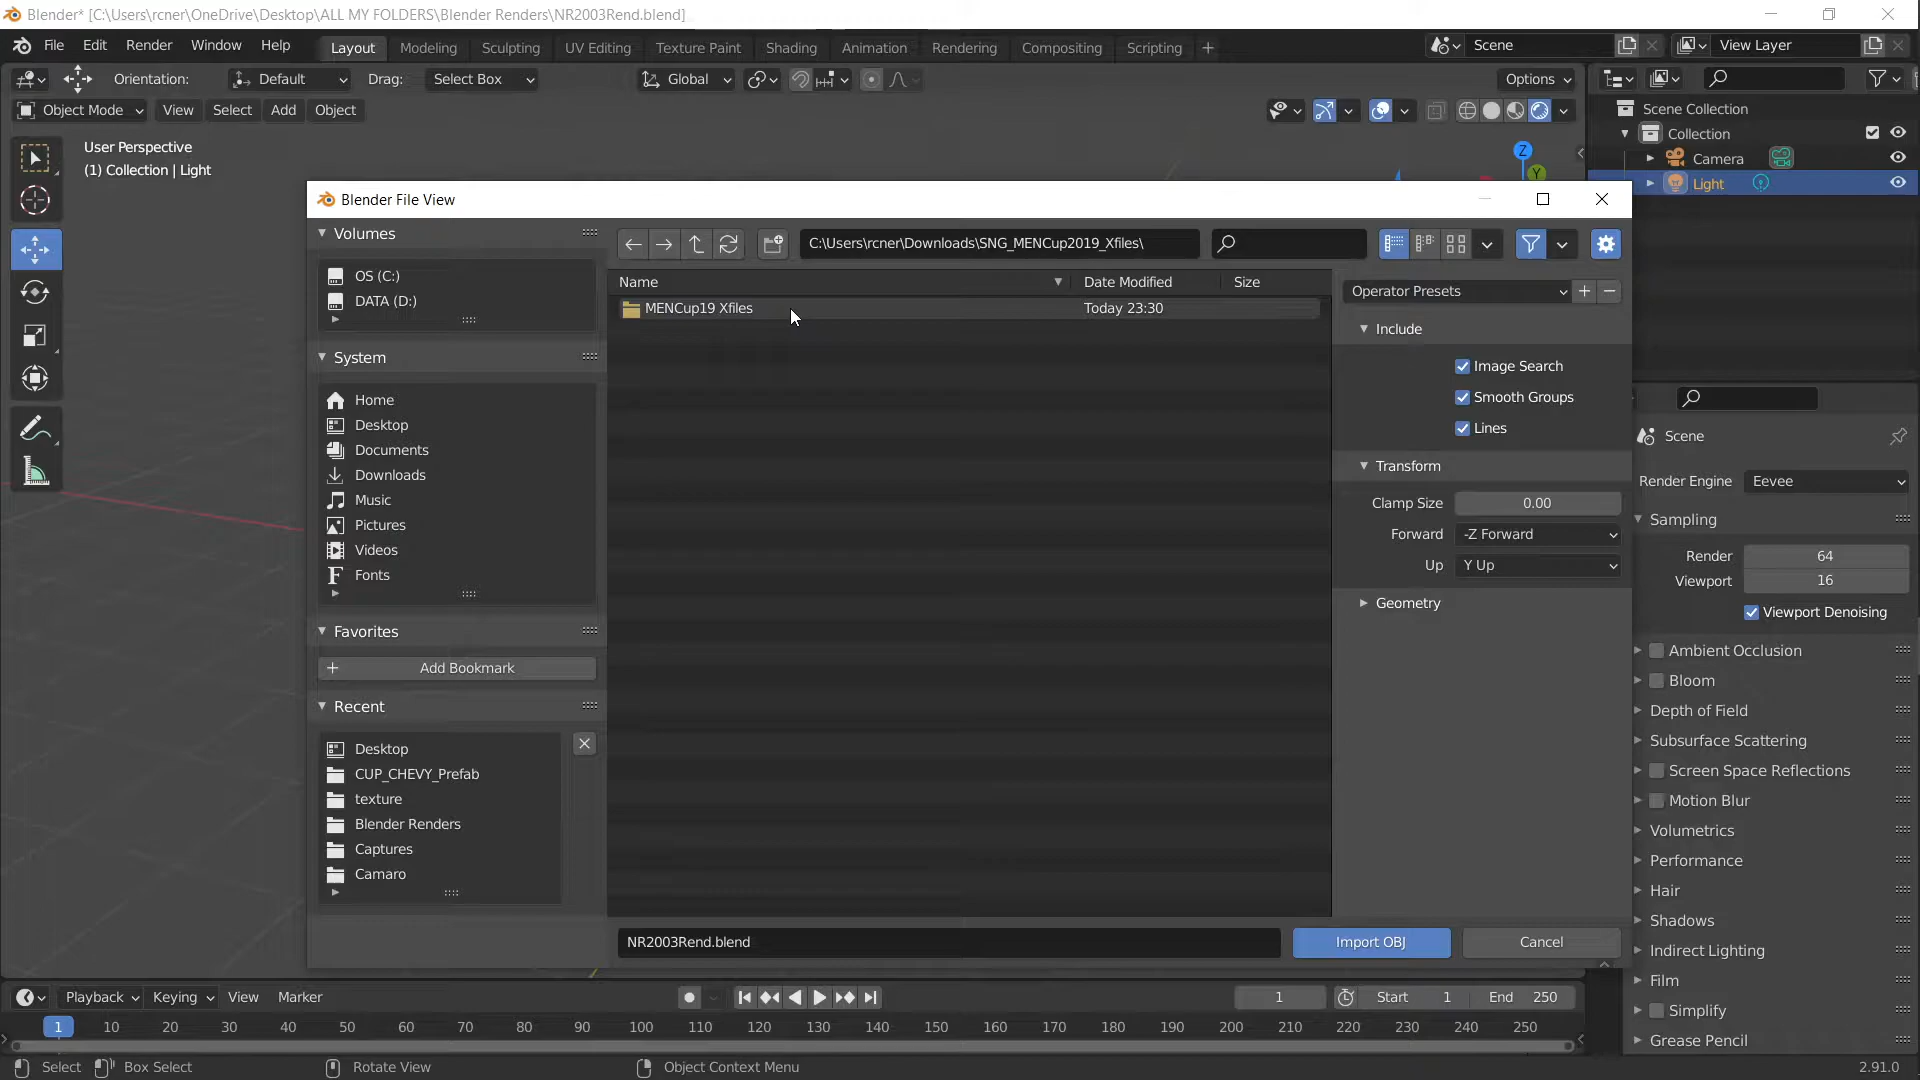 Blender* [C:\Users\rcner\OneDrive\Desktop\ALL MY FOLDERS\Blender Renders\NR2003Rend.blend]
File Edit Render Window Help Layout Modeling Sculpting UV Editing Texture Paint Shading Animation Rendering Compositing Scripting + Scene View Layer
Orientation: Default Drag: Select Box Global Options
Object Mode View Select Add Object
User Perspective
(1) Collection | Light
Z
Y
Scene Collection
Collection
Camera
Light
Blender File View
Volumes
OS (C:)
DATA (D:)
System
Home
Desktop
Documents
Downloads
Music
Pictures
Videos
Fonts
Favorites
Add Bookmark
Recent
Desktop
CUP_CHEVY_Prefab
texture
Blender Renders
Captures
Camaro
C:\Users\rcner\Downloads\SNG_MENCup2019_Xfiles\
Name Date Modified Size
MENCup19 Xfiles Today 23:30
Operator Presets
Include
Image Search
Smooth Groups
Lines
Transform
Clamp Size 0.00
Forward -Z Forward
Up Y Up
Geometry
NR2003Rend.blend Import OBJ Cancel
Scene
Render Engine Eevee
Sampling
Render 64
Viewport 16
Viewport Denoising
Ambient Occlusion
Bloom
Depth of Field
Subsurface Scattering
Screen Space Reflections
Motion Blur
Volumetrics
Performance
Hair
Shadows
Indirect Lighting
Film
Simplify
Grease Pencil
Playback Keying View Marker 1 Start 1 End 250
1 10 20 30 40 50 60 70 80 90 100 110 120 130 140 150 160 170 180 190 200 210 220 230 240 250
Select Box Select Rotate View Object Context Menu 2.91.0